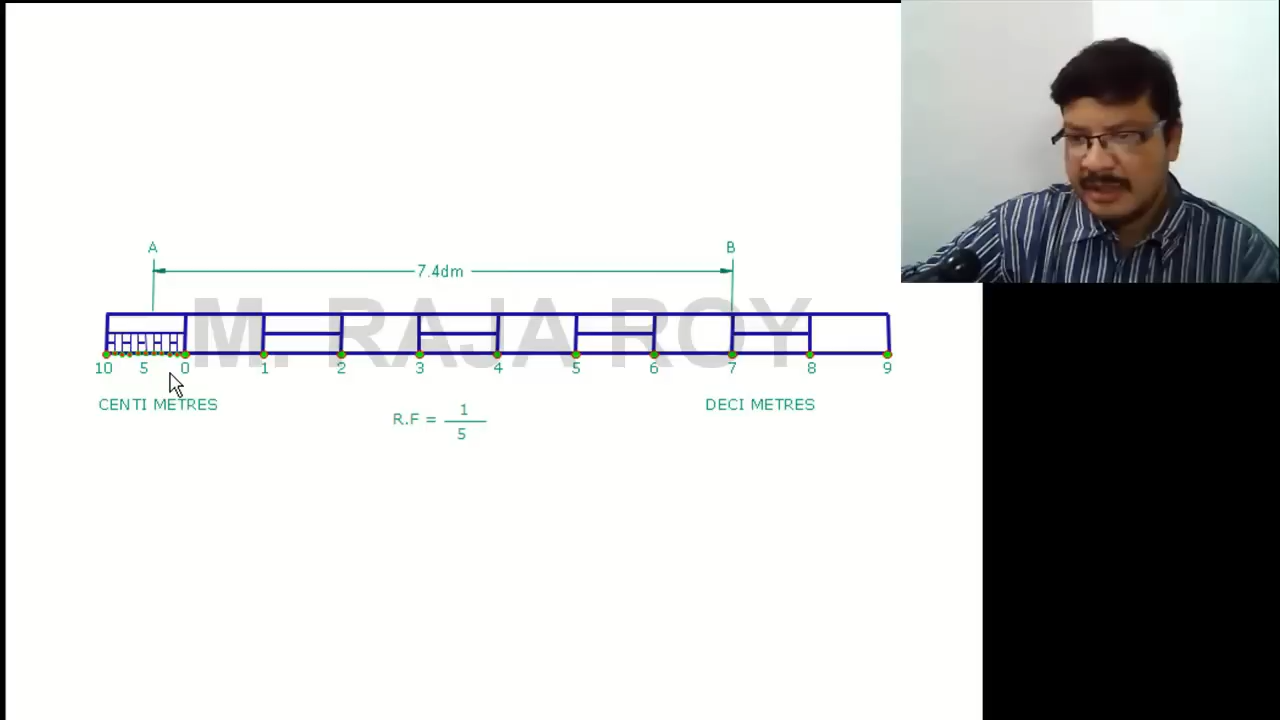 A B
7.4dm
M. RAJA ROY
10 5 0 1 2 3 4 5 6 7 8 9
CENTI METRES DECI METRES
R.F = 1
5